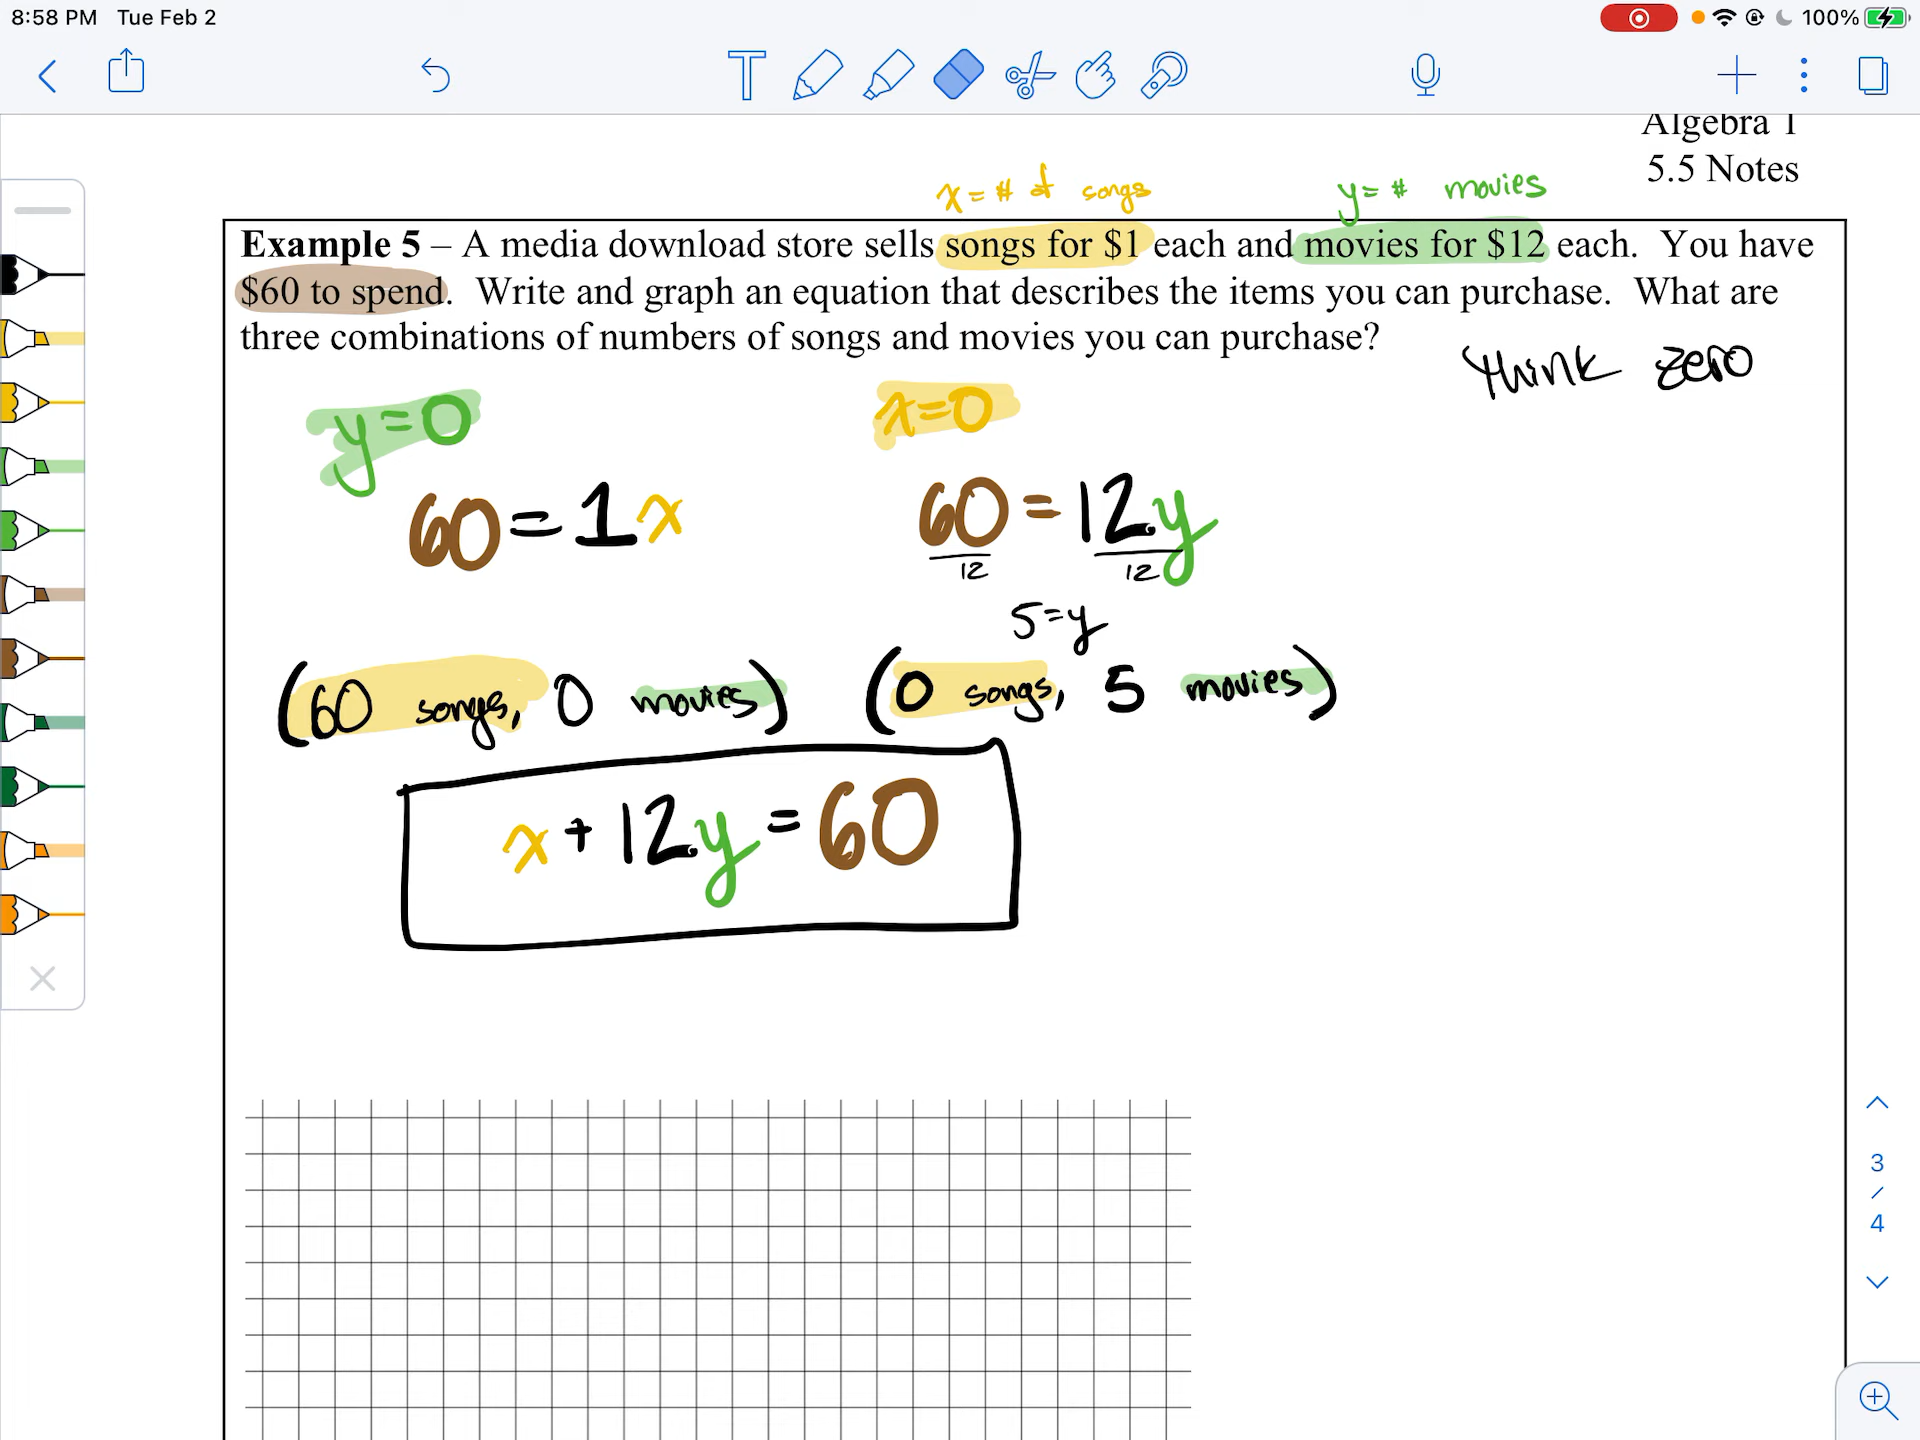 8:58 PM Tue Feb 2
100%
T
Algebra 1
5.5 Notes
x = # of songs
y = # movies
Example 5 – A media download store sells songs for $1 each and movies for $12 each. You have
$60 to spend. Write and graph an equation that describes the items you can purchase. What are
three combinations of numbers of songs and movies you can purchase?
think zero
y = 0
x = 0
60 = 1x
60 = 12y
12 12
5 = y
(60 songs, 0 movies) (0 songs, 5 movies)
x + 12y = 60
3
/
4